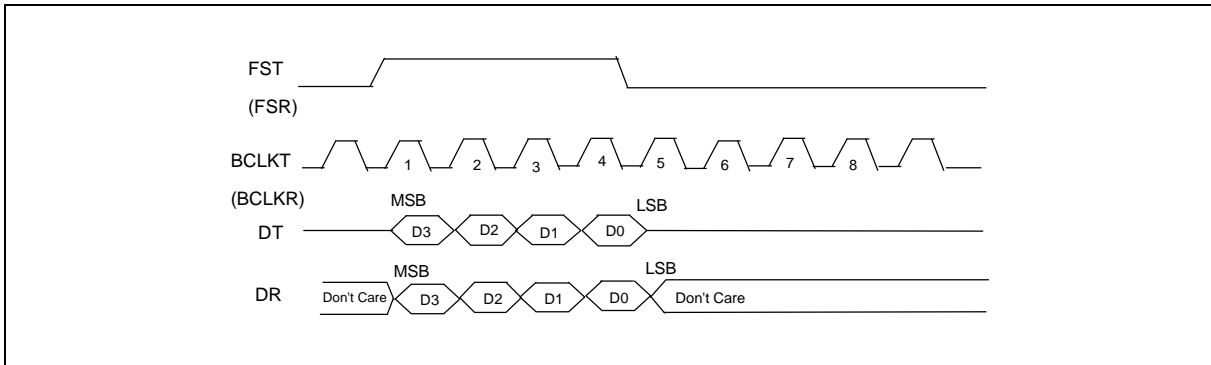 FST
(FSR)
BCLKT 1 2 3 4 5 6 7 8
(BCLKR)
MSB LSB
DT D3 D2 D1 D0
MSB LSB
DR Don't Care D3 D2 D1 D0 Don't Care